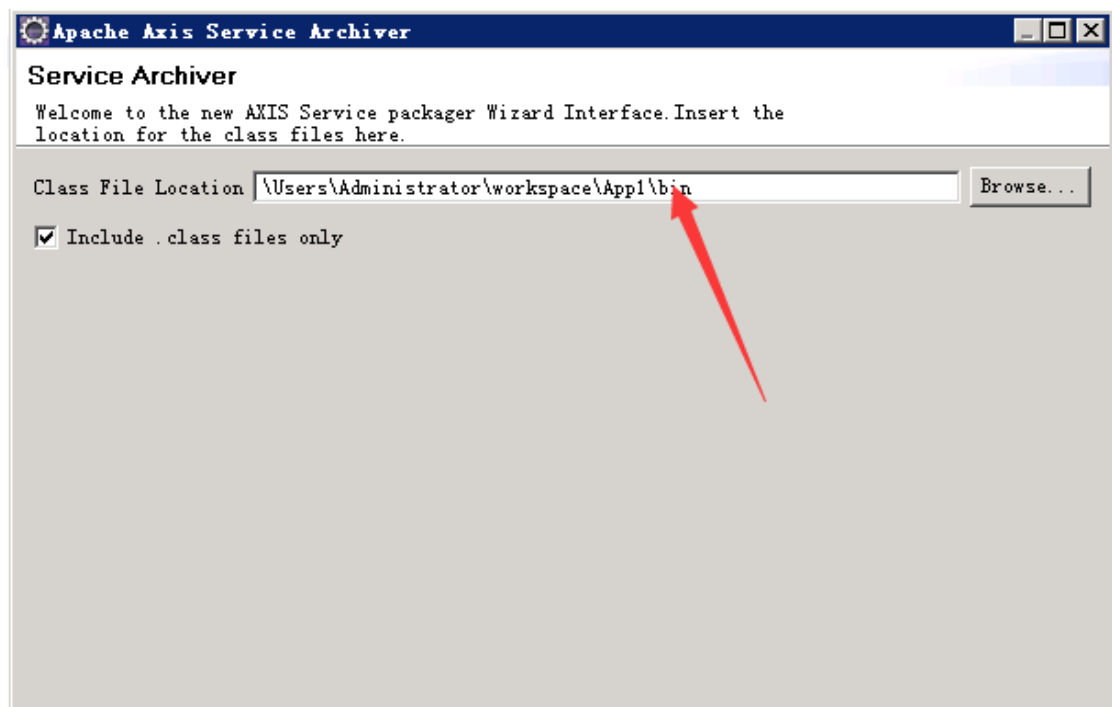 Apache Axis Service Archiver
Service Archiver
Welcome to the new AXIS Service packager Wizard Interface.Insert the
location for the class files here.
Class File Location \Users\Administrator\workspace\App1\bin Browse...
Include .class files only